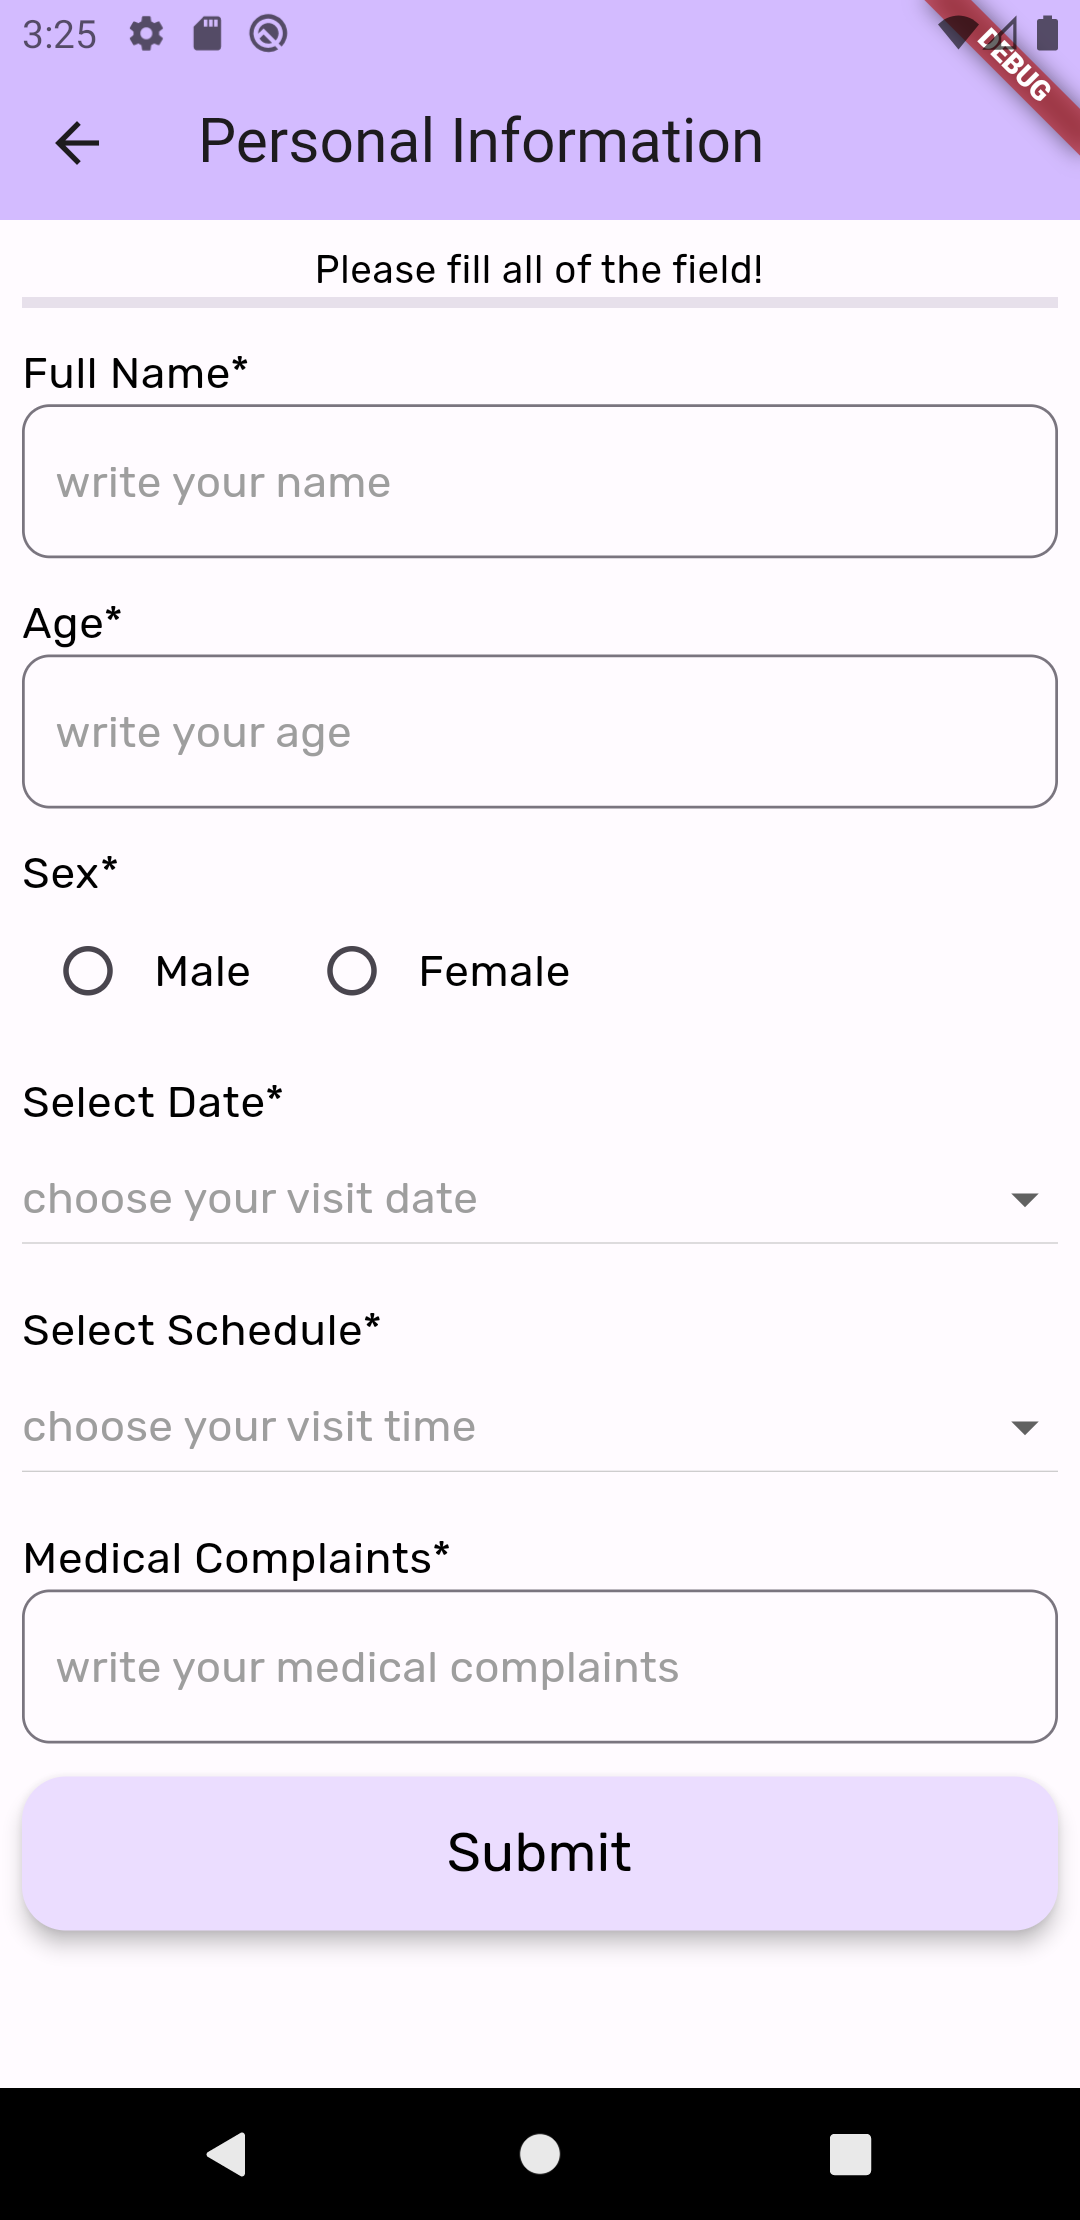 3:25
DEBUG
Personal Information
Please fill all of the field!
Full Name*
write your name
Age*
write your age
Sex*
Male Female
Select Date*
choose your visit date
Select Schedule*
choose your visit time
Medical Complaints*
write your medical complaints
Submit